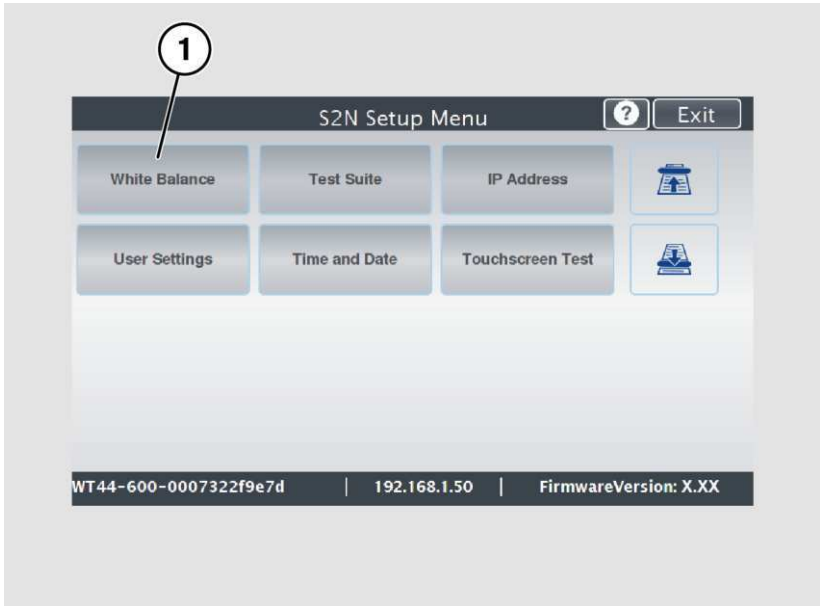 1
S2N Setup Menu ? Exit
White Balance Test Suite IP Address
User Settings Time and Date Touchscreen Test
WT44-600-0007322f9e7d | 192.168.1.50 | FirmwareVersion: X.XX